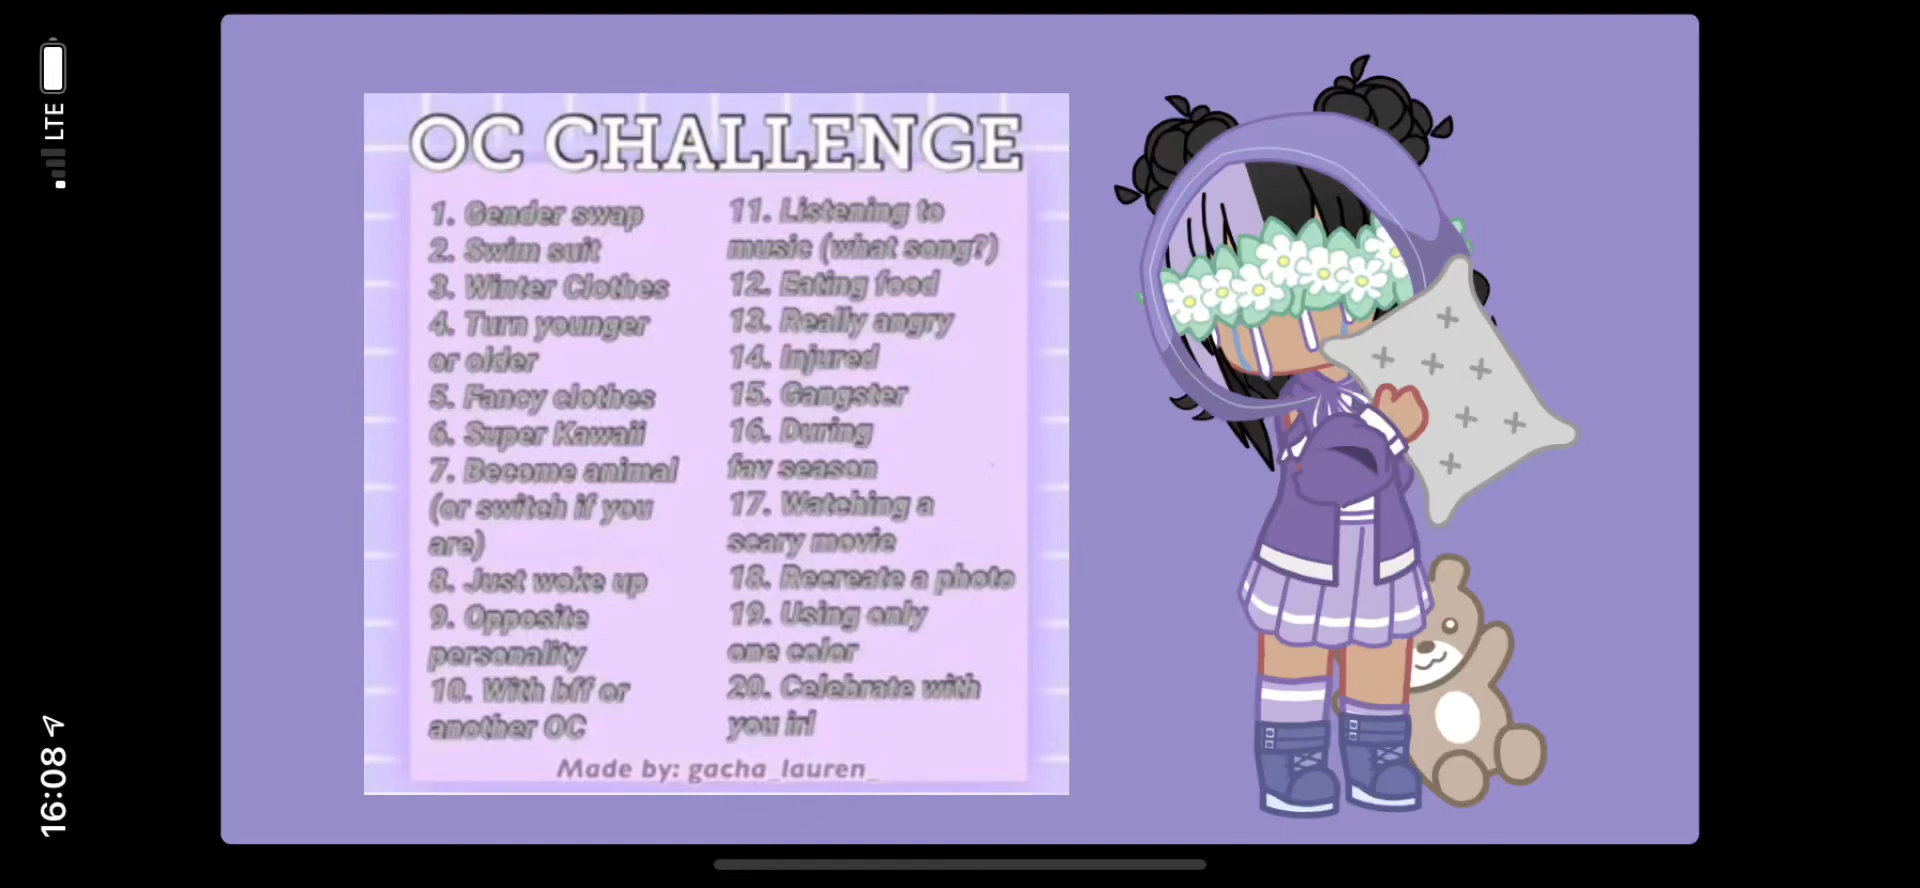 LTE
16:08
OC CHALLENGE
1. Gender swap
2. Swim suit
3. Winter Clothes
4. Turn younger
or older
5. Fancy clothes
6. Super Kawaii
7. Become animal
(or switch if you
are)
8. Just woke up
9. Opposite
personality
10. With bff or
another OC
11. Listening to
music (what song?)
12. Eating food
13. Really angry
14. Injured
15. Gangster
16. During
fav season
17. Watching a
scary movie
18. Recreate a photo
19. Using only
one color
20. Celebrate with
you irl
Made by: gacha_lauren_